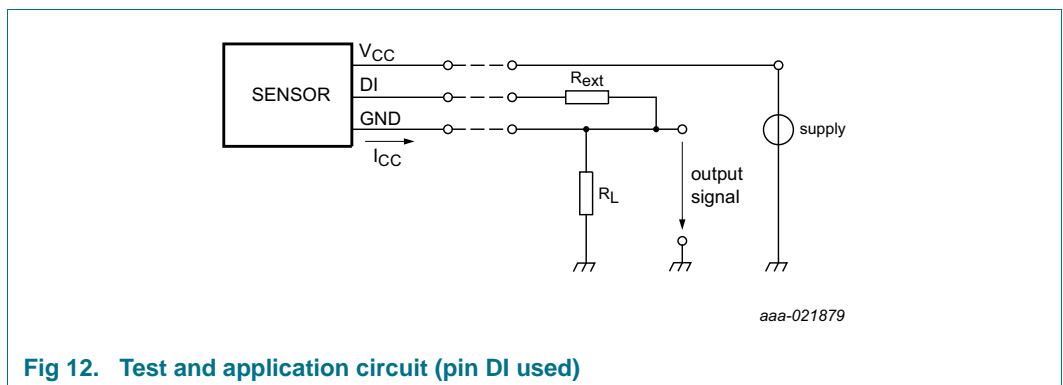 VCC
DI
SENSOR
GND
ICC
Rext
supply
RL
output
signal
aaa-021879
Fig 12. Test and application circuit (pin DI used)